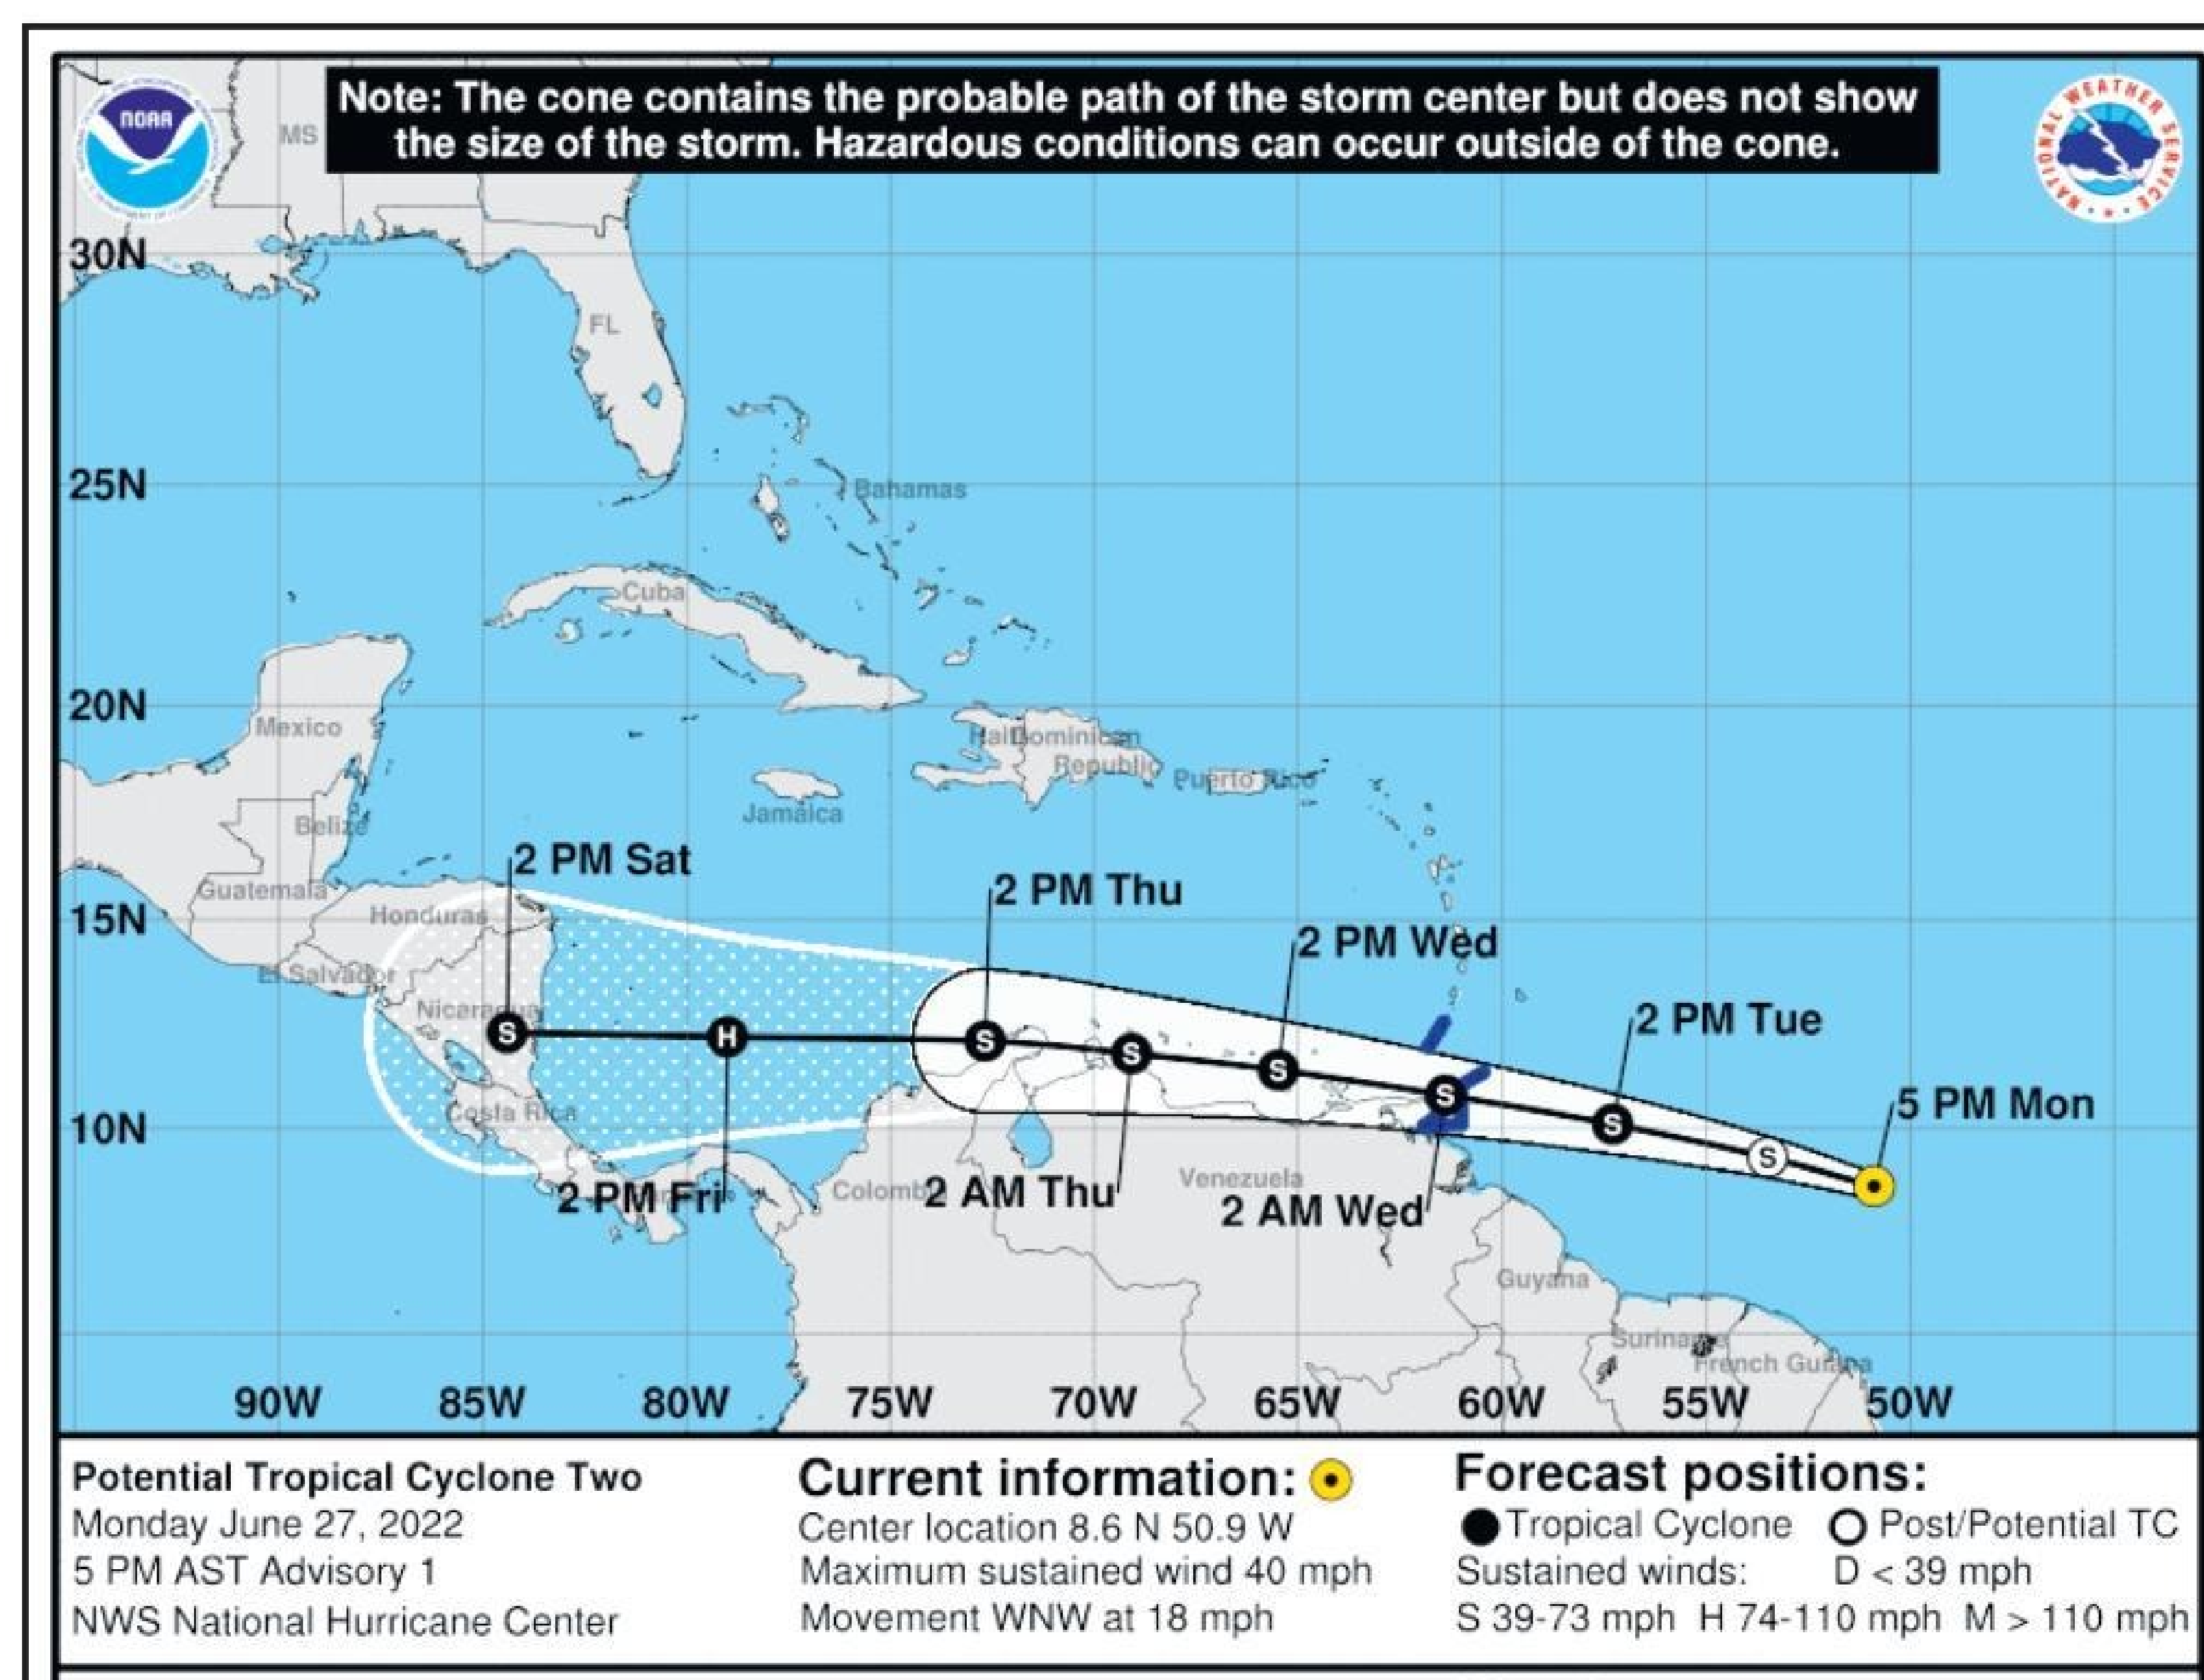 Note: The cone contains the probable path of the storm center but does not show
the size of the storm. Hazardous conditions can occur outside of the cone.
NOAA
NATIONAL WEATHER SERVICE
MS
30N
FL
25N
Bahamas
Cuba
20N
Mexico
Dominican
Republic
Puerto Rico
Jamaica
Belize
2 PM Sat
Guatemala
2 PM Thu
15N
Honduras
2 PM Wed
El Salvador
Nicaragua
S
H
S
S
S
S
S
S
2 PM Tue
5 PM Mon
Costa Rica
10N
2 PM Fri
2 AM Thu
Venezuela
2 AM Wed
Guyana
Suriname
French Guiana
90W 85W 80W 75W 70W 65W 60W 55W 50W
Potential Tropical Cyclone Two
Monday June 27, 2022
5 PM AST Advisory 1
NWS National Hurricane Center
Current information:
Center location 8.6 N 50.9 W
Maximum sustained wind 40 mph
Movement WNW at 18 mph
Forecast positions:
Tropical Cyclone Post/Potential TC
Sustained winds: D < 39 mph
S 39-73 mph H 74-110 mph M > 110 mph